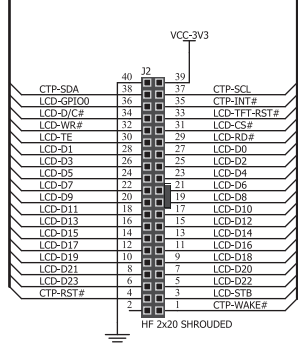 VCC-3V3
J2
40 39
CTP-SDA 38 37 CTP-SCL
LCD-GPIO0 36 35 CTP-INT#
LCD-D/C# 34 33 LCD-TFT-RST#
LCD-WR# 32 31 LCD-CS#
LCD-TE 30 29 LCD-RD#
LCD-D1 28 27 LCD-D0
LCD-D3 26 25 LCD-D2
LCD-D5 24 23 LCD-D4
LCD-D7 22 21 LCD-D6
LCD-D9 20 19 LCD-D8
LCD-D11 18 17 LCD-D10
LCD-D13 16 15 LCD-D12
LCD-D15 14 13 LCD-D14
LCD-D17 12 11 LCD-D16
LCD-D19 10 9 LCD-D18
LCD-D21 8 7 LCD-D20
LCD-D23 6 5 LCD-D22
CTP-RST# 4 3 LCD-STB
2 1 CTP-WAKE#
HF 2x20 SHROUDED